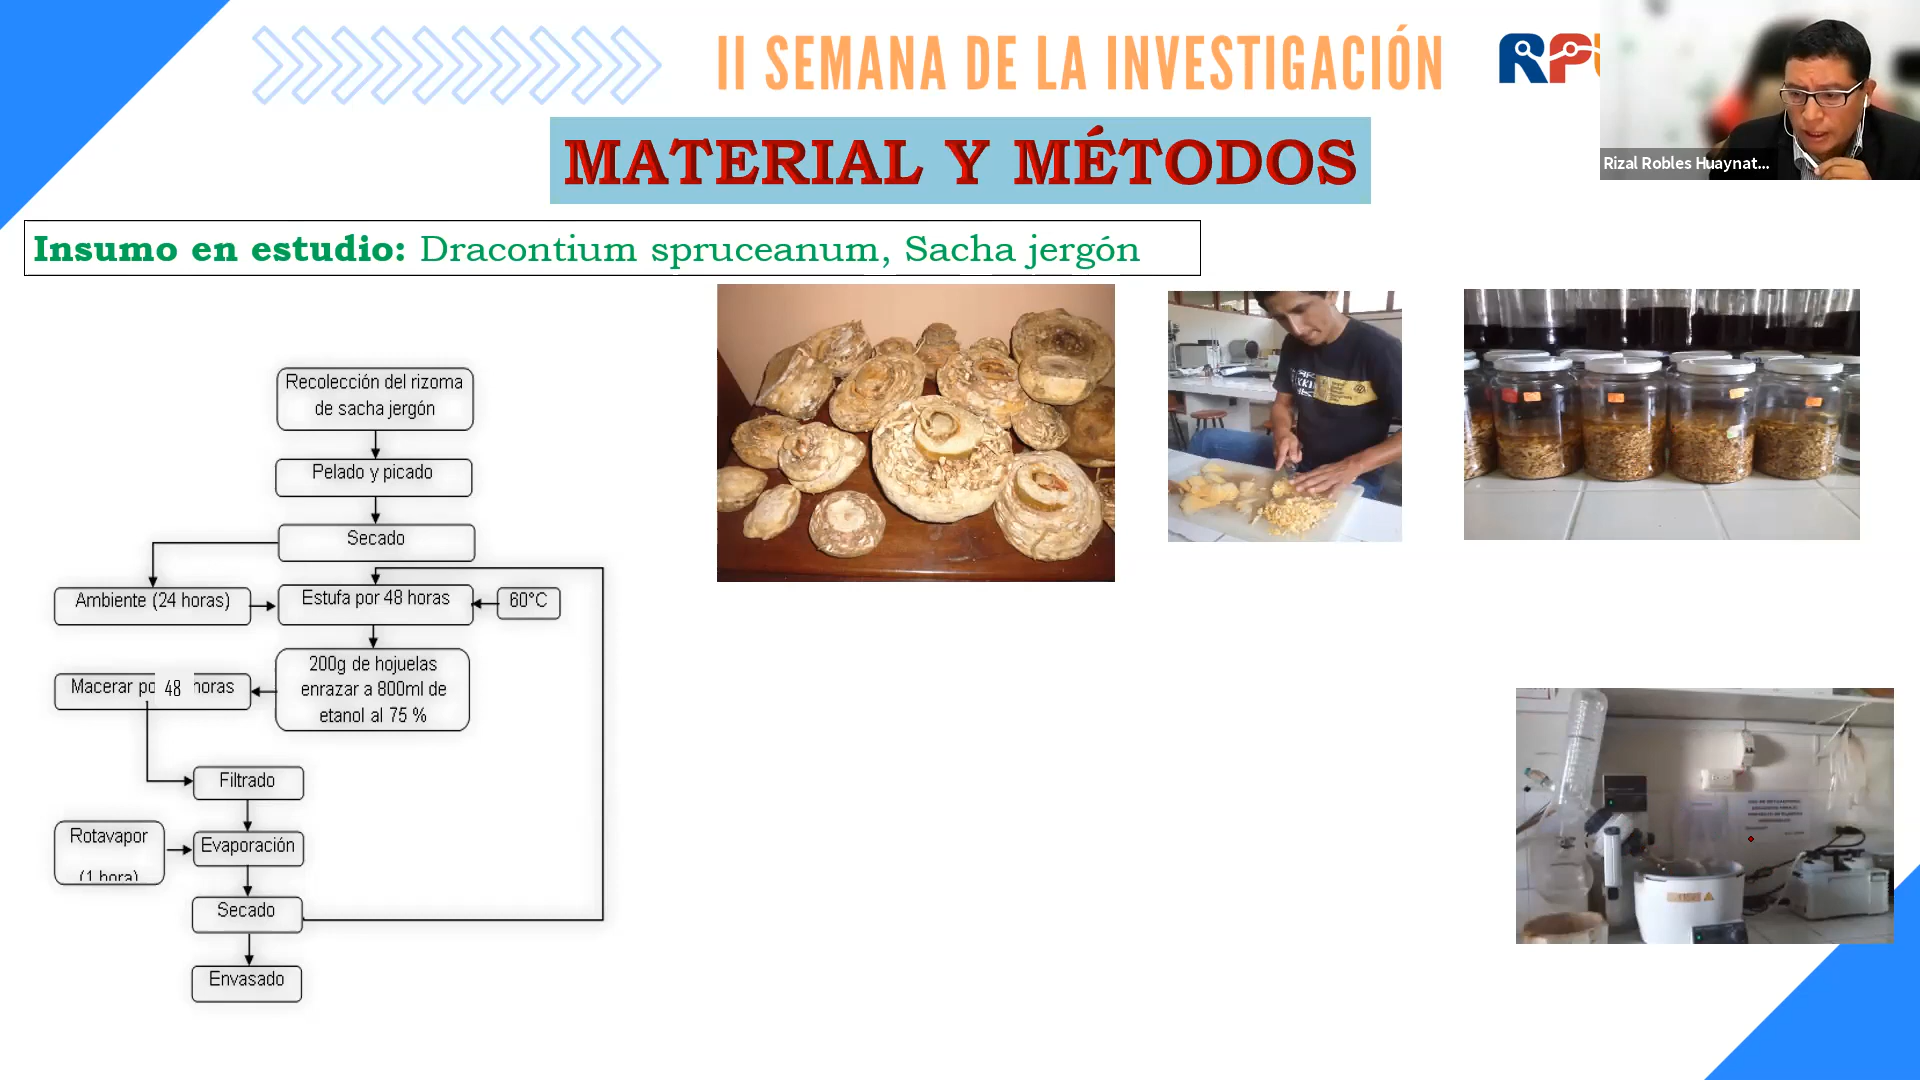 II SEMANA DE LA INVESTIGACIÓN
RP
Rizal Robles Huaynat...
MATERIAL Y MÉTODOS
Insumo en estudio: Dracontium spruceanum, Sacha jergón
Recolección del rizoma
de sacha jergón
Pelado y picado
Secado
Ambiente (24 horas)
Estufa por 48 horas
60°C
200g de hojuelas
enrazar a 800ml de
etanol al 75 %
Macerar po 48 horas
Filtrado
Rotavapor
(1 hora)
Evaporación
Secado
Envasado